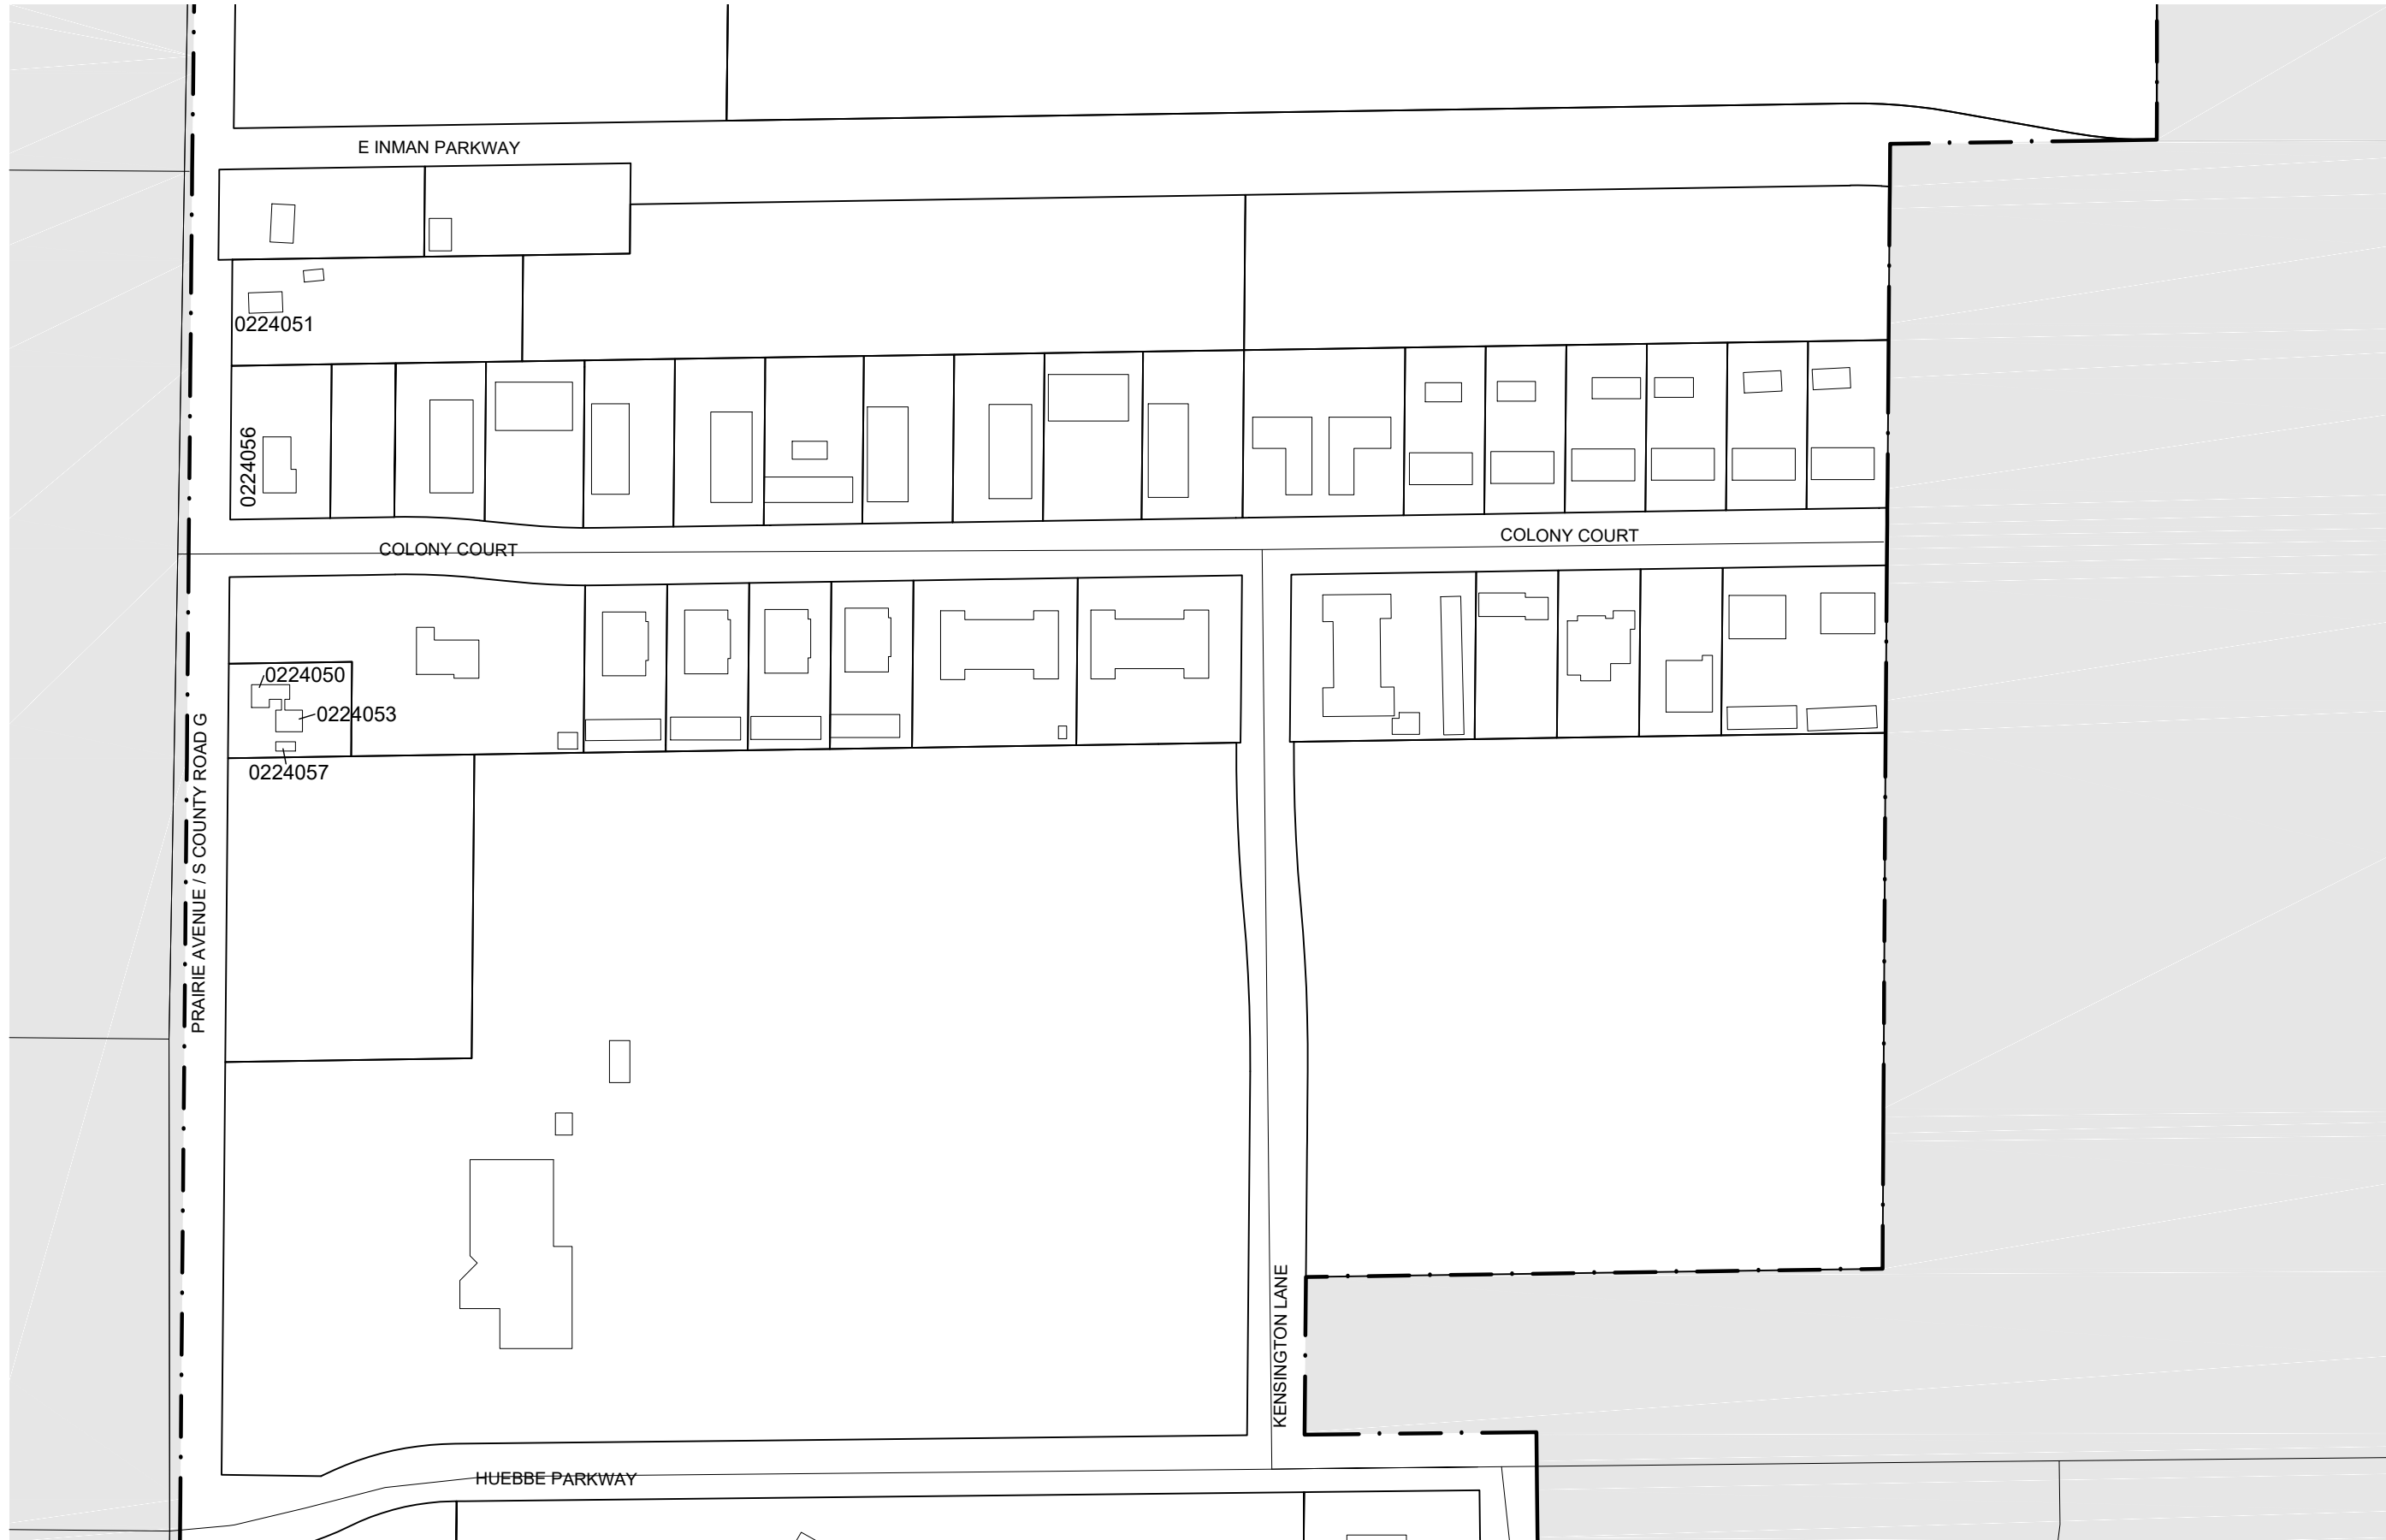 E INMAN PARKWAY
0224051
0224056
COLONY COURT
COLONY COURT
0224050
0224053
0224057
PRAIRIE AVENUE / S COUNTY ROAD G
KENSINGTON LANE
HUEBBE PARKWAY